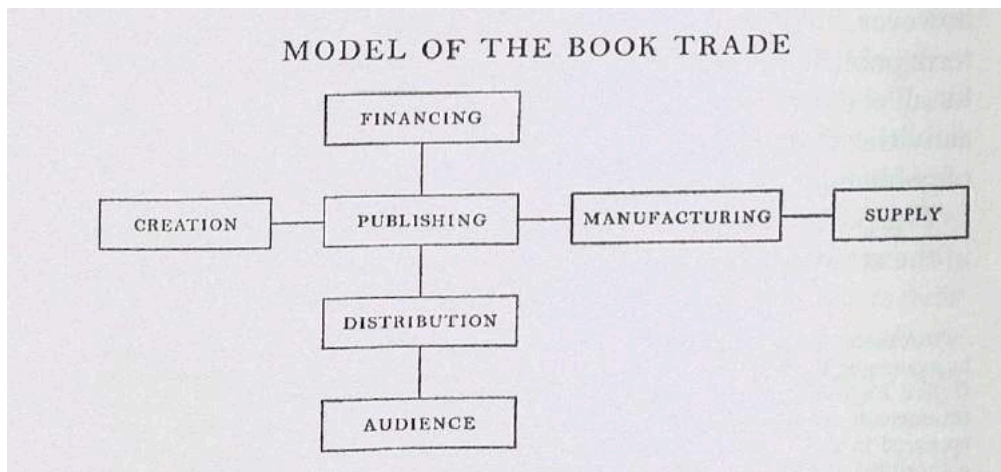 MODEL OF THE BOOK TRADE
FINANCING
CREATION
PUBLISHING
MANUFACTURING
SUPPLY
DISTRIBUTION
AUDIENCE